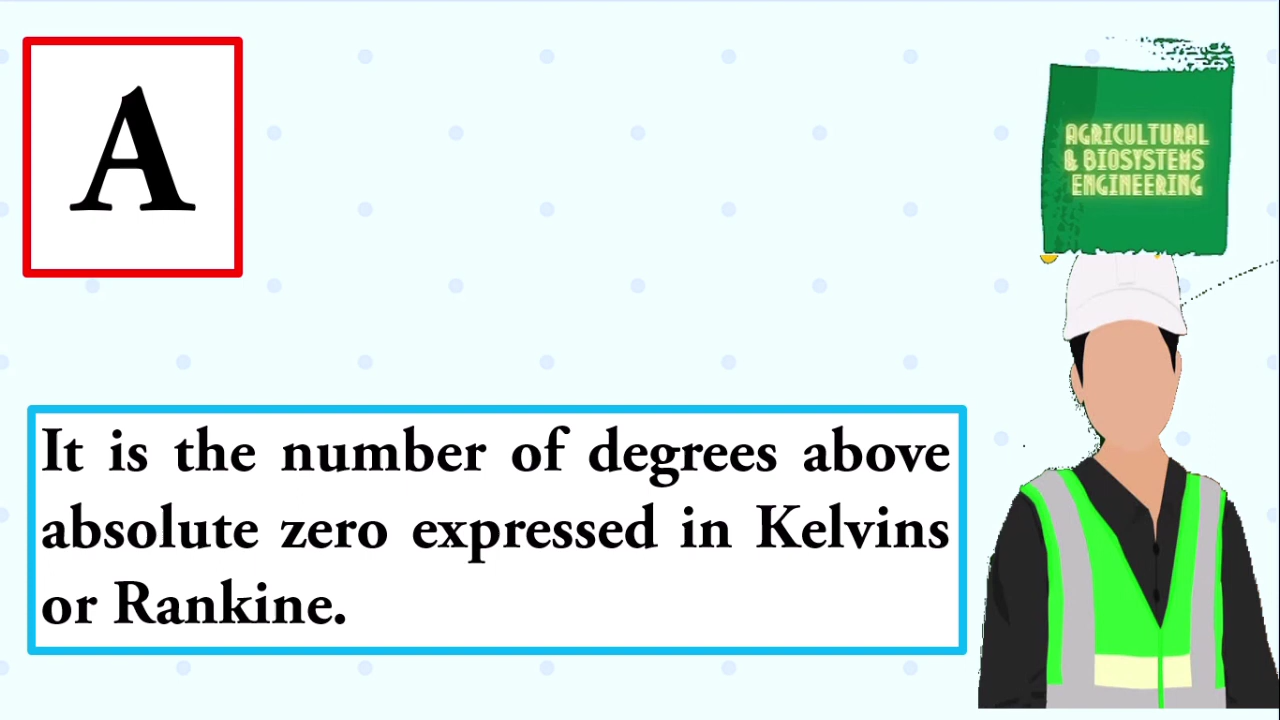 A
AGRICULTURAL
& BIOSYSTEMS
ENGINEERING
It is the number of degrees above
absolute zero expressed in Kelvins
or Rankine.